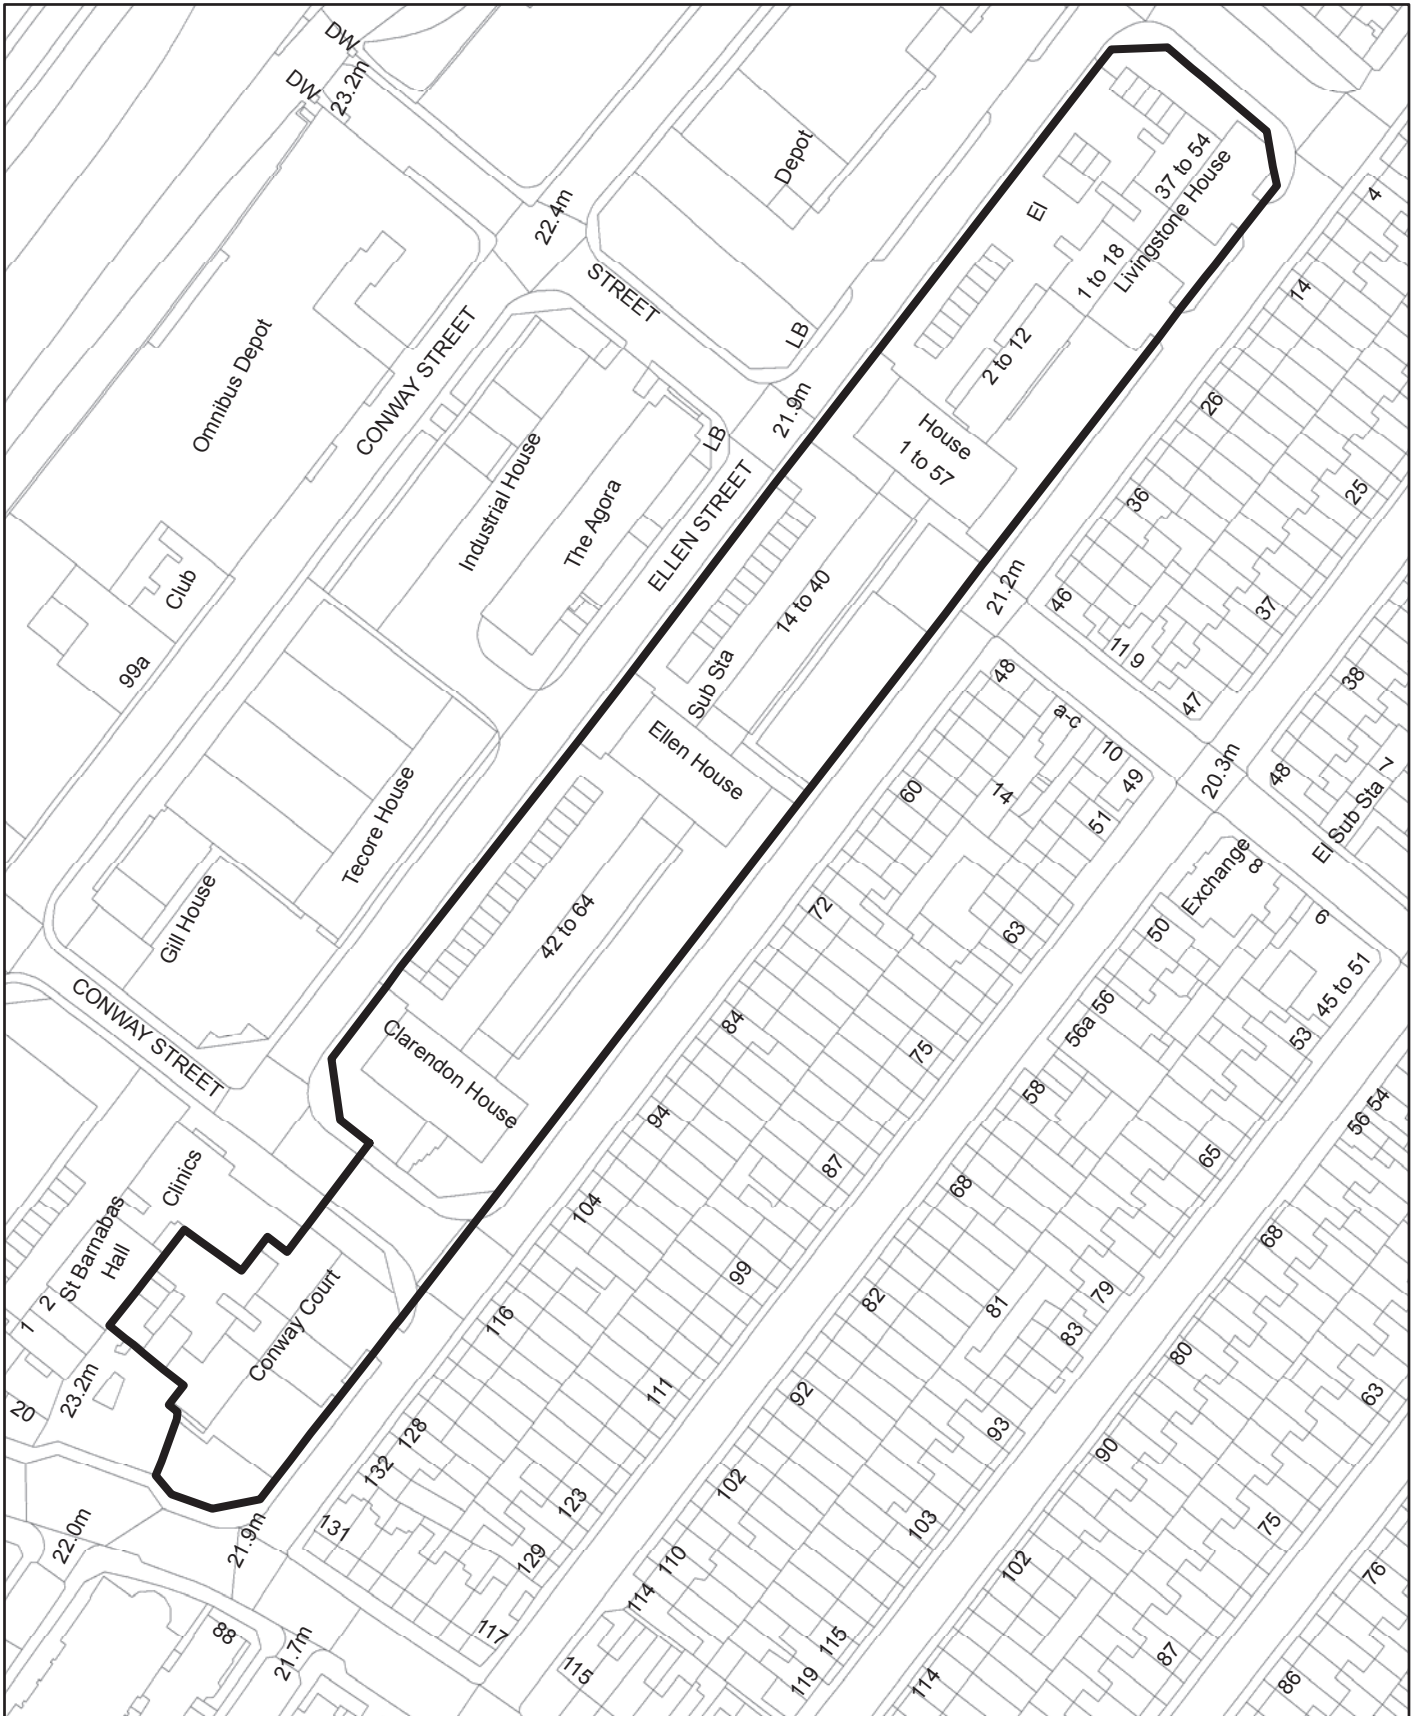 DW
DW
23.2m
Depot
22.4m
STREET
LB
Omnibus Depot
CONWAY STREET
Industrial House
The Agora
LB
21.9m
ELLEN STREET
Club
99a
El
37 to 54
Livingstone House
1 to 18
2 to 12
House
1 to 57
14 to 40
Sub Sta
Ellen House
21.2m
4
14
26
36
46
25
37
11
9
47
38
48
7
El Sub Sta
20.3m
48
a-c
10
49
14
51
60
63
72
75
84
87
94
99
104
111
116
123
128
129
132
131
117
Tecore House
Gill House
CONWAY STREET
42 to 64
Clarendon House
Clinics
St Barnabas
Hall
2
1
20
23.2m
Conway Court
22.0m
21.9m
88
21.7m
Exchange
8
6
50
45 to 51
56
56a
53
58
65
68
79
82
81
83
92
93
102
103
110
114
115
115
119
54
56
68
80
63
90
75
102
76
87
114
86